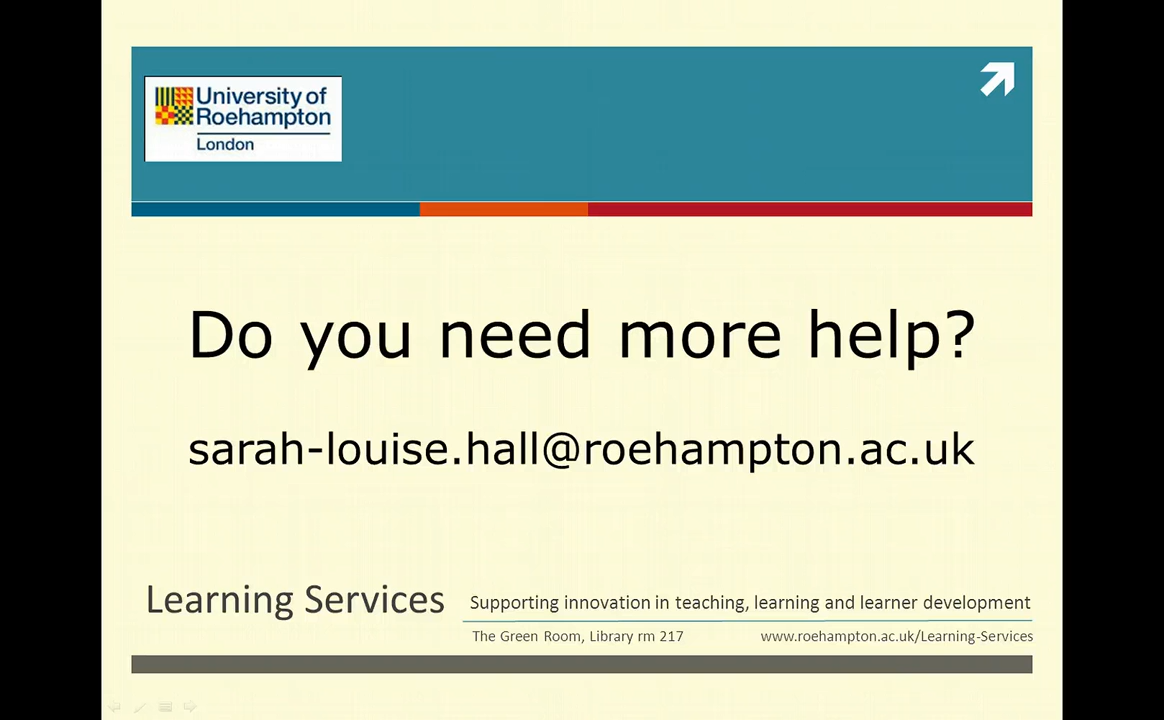 University of
Roehampton
London
Do you need more help?
sarah-louise.hall@roehampton.ac.uk
Learning Services
Supporting innovation in teaching, learning and learner development
The Green Room, Library rm 217
www.roehampton.ac.uk/Learning-Services